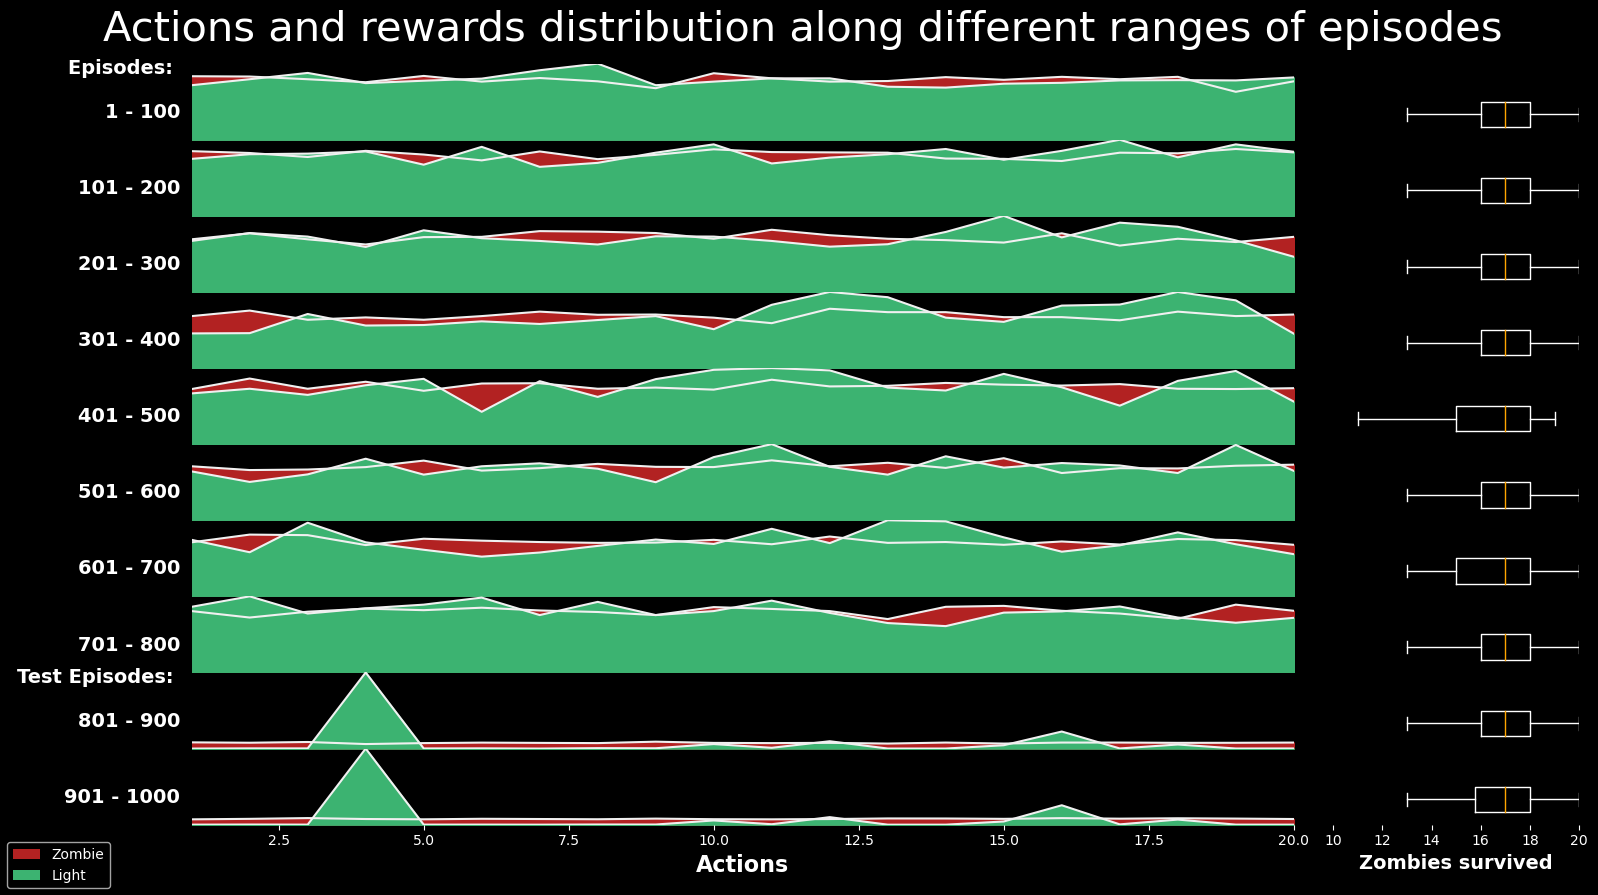 Actions and rewards distribution along different ranges of episodes
Episodes:
1 - 100
101 - 200
201 - 300
301 - 400
401 - 500
501 - 600
601 - 700
701 - 800
Test Episodes:
801 - 900
901 - 1000
2.5 5.0 7.5 10.0 12.5 15.0 17.5 20.0 10 12 14 16 18 20
Actions
Zombies survived
Zombie
Light